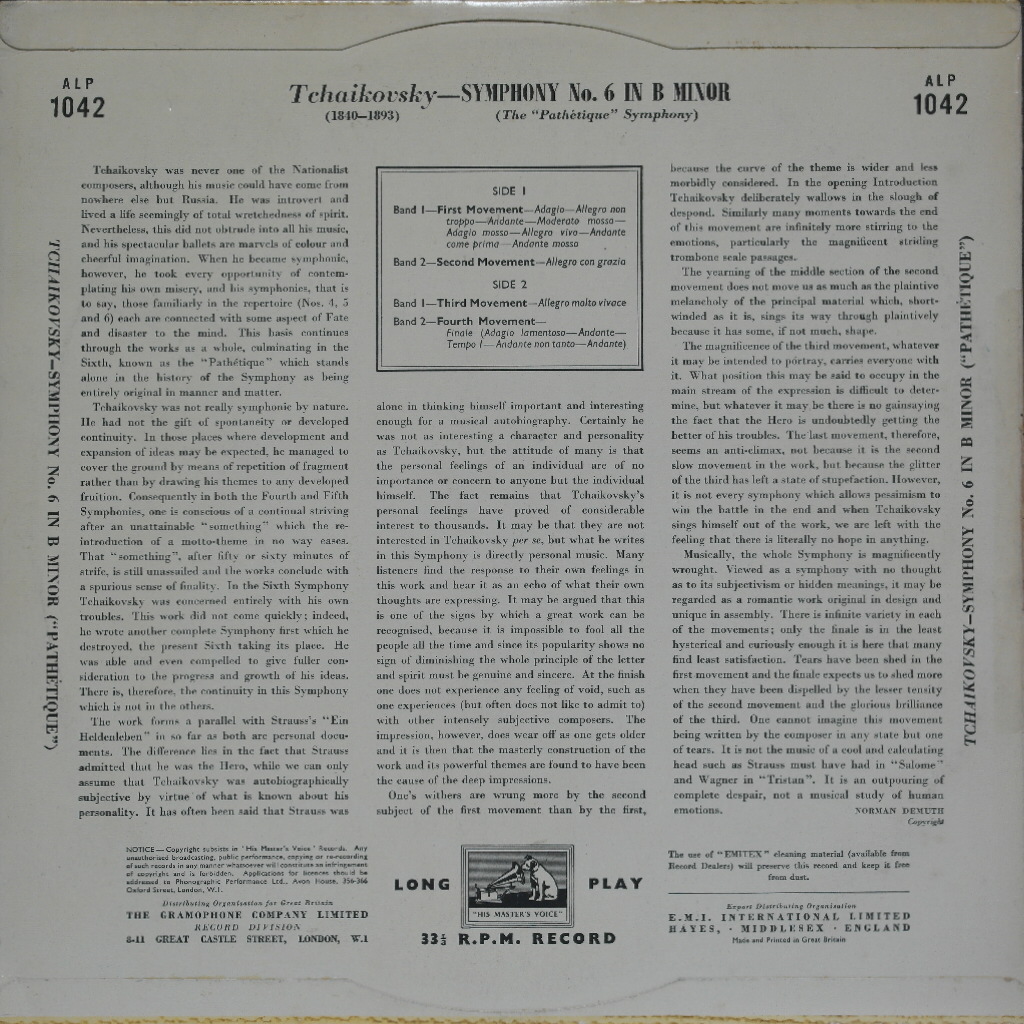 ALP
1042
Tchaikovsky—SYMPHONY No. 6 IN B MINOR
(1840–1893) (The "Pathétique" Symphony)
ALP
1042
TCHAIKOVSKY—SYMPHONY No. 6 IN B MINOR ("PATHÉTIQUE")
Tchaikovsky was never one of the Nationalist
composers, although his music could have come from
nowhere else but Russia. He was introvert and
lived a life seemingly of total wretchedness of spirit.
Nevertheless, this did not obtrude into all his music,
and his spectacular ballets are marvels of colour and
cheerful imagination. When he became symphonic,
however, he took every opportunity of contem-
plating his own misery, and his symphonies, that is
to say, those familiarly in the repertoire (Nos. 4, 5
and 6) each are connected with some aspect of Fate
and disaster to the mind. This basis continues
through the works as a whole, culminating in the
Sixth, known as the "Pathétique" which stands
alone in the history of the Symphony as being
entirely original in manner and matter.
Tchaikovsky was not really symphonic by nature.
He had not the gift of spontaneity or developed
continuity. In those places where development and
expansion of ideas may be expected, he managed to
cover the ground by means of repetition of fragment
rather than by drawing his themes to any developed
fruition. Consequently in both the Fourth and Fifth
Symphonies, one is conscious of a continual striving
after an unattainable "something" which the re-
introduction of a motto-theme in no way eases.
That "something", after fifty or sixty minutes of
strife, is still unassailed and the works conclude with
a spurious sense of finality. In the Sixth Symphony
Tchaikovsky was concerned entirely with his own
troubles. This work did not come quickly; indeed,
he wrote another complete Symphony first which he
destroyed, the present Sixth taking its place. He
was able and even compelled to give fuller con-
sideration to the progress and growth of his ideas.
There is, therefore, the continuity in this Symphony
which is not in the others.
The work forms a parallel with Strauss's "Ein
Heldenleben" in so far as both are personal docu-
ments. The difference lies in the fact that Strauss
admitted that he was the Hero, while we can only
assume that Tchaikovsky was autobiographically
subjective by virtue of what is known about his
personality. It has often been said that Strauss was
SIDE 1
Band 1—First Movement—Adagio—Allegro non
troppo—Andante—Moderato mosso—
Adagio mosso—Allegro vivo—Andante
come prima—Andante mosso
Band 2—Second Movement—Allegro con grazia
SIDE 2
Band 1—Third Movement—Allegro molto vivace
Band 2—Fourth Movement—
Finale (Adagio lamentoso—Andante—
Tempo I—Andante non tanto—Andante)
alone in thinking himself important and interesting
enough for a musical autobiography. Certainly he
was not as interesting a character and personality
as Tchaikovsky, but the attitude of many is that
the personal feelings of an individual are of no
importance or concern to anyone but the individual
himself. The fact remains that Tchaikovsky's
personal feelings have proved of considerable
interest to thousands. It may be that they are not
interested in Tchaikovsky per se, but what he writes
in this Symphony is directly personal music. Many
listeners find the response to their own feelings in
this work and hear it as an echo of what their own
thoughts are expressing. It may be argued that this
is one of the signs by which a great work can be
recognised, because it is impossible to fool all the
people all the time and since its popularity shows no
sign of diminishing the whole principle of the letter
and spirit must be genuine and sincere. At the finish
one does not experience any feeling of void, such as
one experiences (but often does not like to admit to)
with other intensely subjective composers. The
impression, however, does wear off as one gets older
and it is then that the masterly construction of the
work and its powerful themes are found to have been
the cause of the deep impressions.
One's withers are wrung more by the second
subject of the first movement than by the first,
because the curve of the theme is wider and less
morbidly considered. In the opening Introduction
Tchaikovsky deliberately wallows in the slough of
despond. Similarly many moments towards the end
of this movement are infinitely more stirring to the
emotions, particularly the magnificent striding
trombone scale passages.
The yearning of the middle section of the second
movement does not move us as much as the plaintive
melancholy of the principal material which, short-
winded as it is, sings its way through plaintively
because it has some, if not much, shape.
The magnificence of the third movement, whatever
it may be intended to portray, carries everyone with
it. What position this may be said to occupy in the
main stream of the expression is difficult to deter-
mine, but whatever it may be there is no gainsaying
the fact that the Hero is undoubtedly getting the
better of his troubles. The last movement, therefore,
seems an anti-climax, not because it is the second
slow movement in the work, but because the glitter
of the third has left a state of stupefaction. However,
it is not every symphony which allows pessimism to
win the battle in the end and when Tchaikovsky
sings himself out of the work, we are left with the
feeling that there is literally no hope in anything.
Musically, the whole Symphony is magnificently
wrought. Viewed as a symphony with no thought
as to its subjectivism or hidden meanings, it may be
regarded as a romantic work original in design and
unique in assembly. There is infinite variety in each
of the movements; only the finale is in the least
hysterical and curiously enough it is here that many
find least satisfaction. Tears have been shed in the
first movement and the finale expects us to shed more
when they have been dispelled by the lesser tensity
of the second movement and the glorious brilliance
of the third. One cannot imagine this movement
being written by the composer in any state but one
of tears. It is not the music of a cool and calculating
head such as Strauss must have had in "Salome"
and Wagner in "Tristan". It is an outpouring of
complete despair, not a musical study of human
emotions. NORMAN DEMUTH
Copyright
TCHAIKOVSKY—SYMPHONY No. 6 IN B MINOR ("PATHÉTIQUE")
NOTICE—Copyright subsists in 'His Master's Voice' Records. Any
unauthorised broadcasting, public performance, copying or re-recording
of such records in any manner whatsoever will constitute an infringement
of copyright and is forbidden. Applications for licences should be
addressed to Phonographic Performance Ltd., Avon House, 356-366
Oxford Street, London, W.1.
Distributing Organisation for Great Britain
THE GRAMOPHONE COMPANY LIMITED
RECORD DIVISION
8-11 GREAT CASTLE STREET, LONDON, W.1
LONG PLAY
"HIS MASTER'S VOICE"
33⅓ R.P.M. RECORD
The use of "EMITEX" cleaning material (available from
Record Dealers) will preserve this record and keep it free
from dust.
Export Distributing Organisation
E.M.I. INTERNATIONAL LIMITED
HAYES, · MIDDLESEX · ENGLAND
Made and Printed in Great Britain